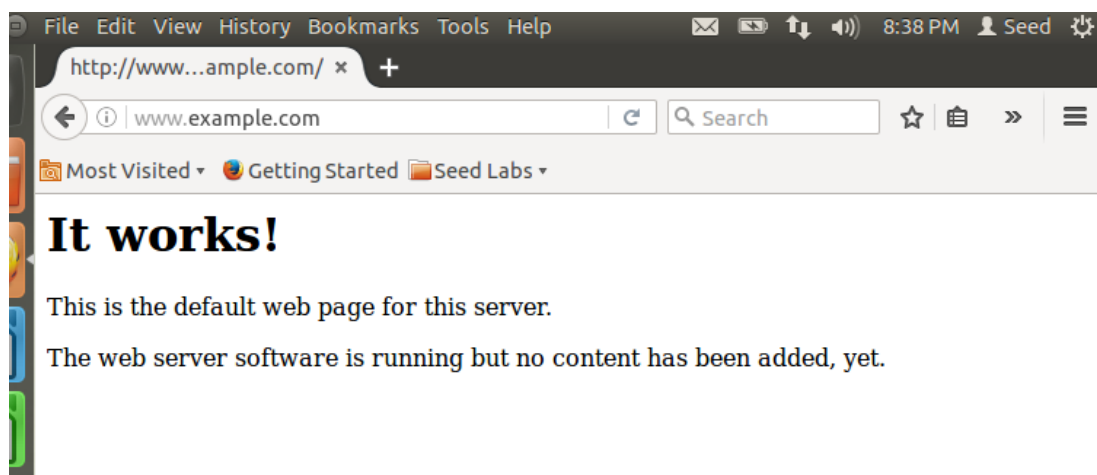 File Edit View History Bookmarks Tools Help 8:38 PM Seed
http://www...ample.com/ × +
www.example.com Search
Most Visited Getting Started Seed Labs
It works!
This is the default web page for this server.
The web server software is running but no content has been added, yet.